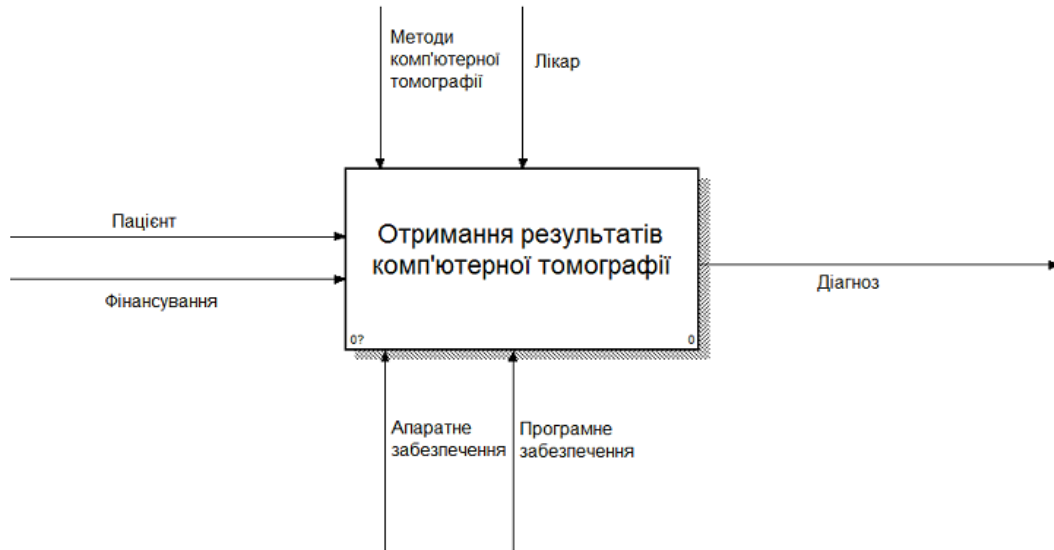 Методи
комп'ютерної
томографії
Лікар
Пацієнт
Фінансування
Отримання результатів
комп'ютерної томографії
0?
0
Діагноз
Апаратне
забезпечення
Програмне
забезпечення